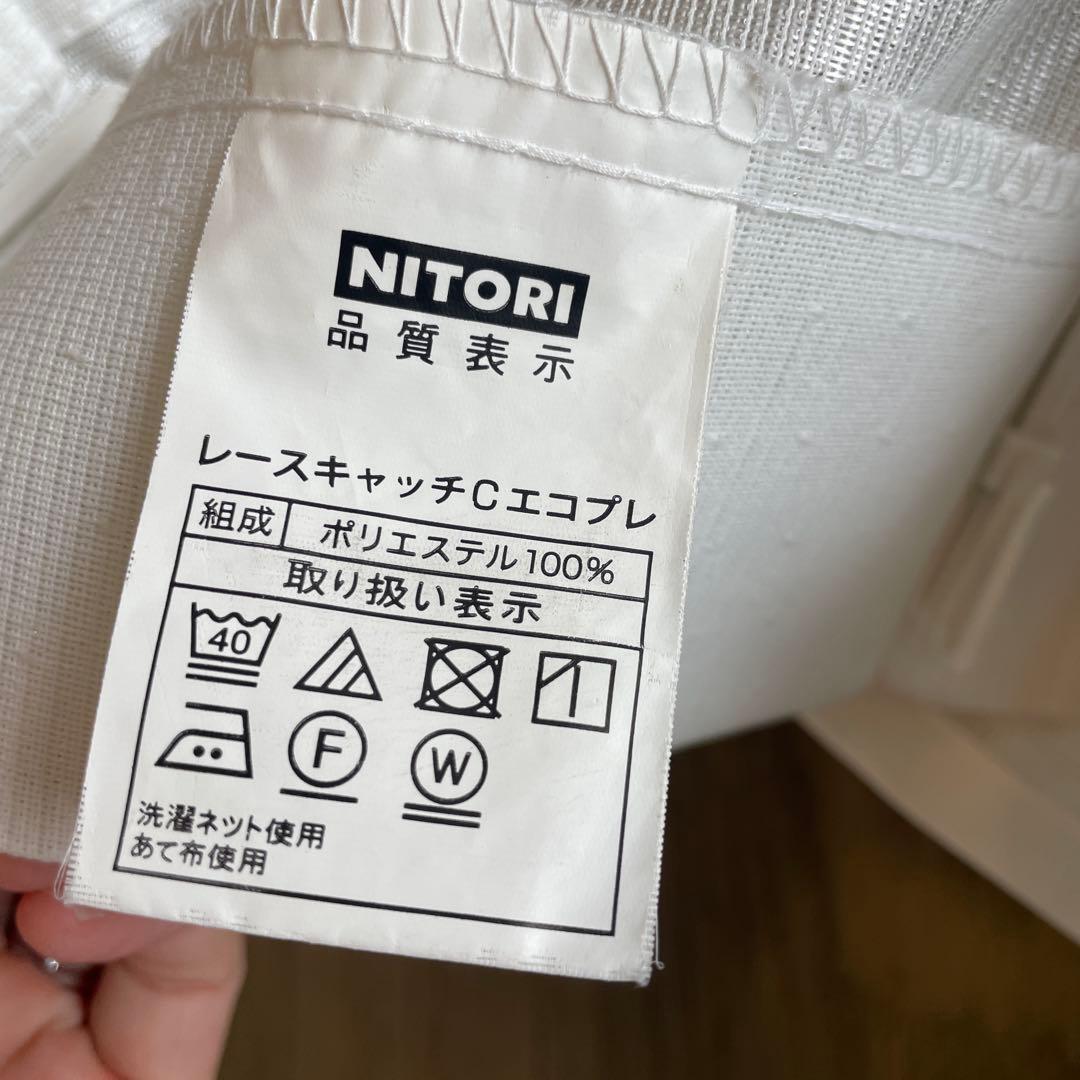 NITORI
品質表示
レースキャッチCエコプレ
組成 ポリエステル100%
取り扱い表示
40
F W
洗濯ネット使用
あて布使用